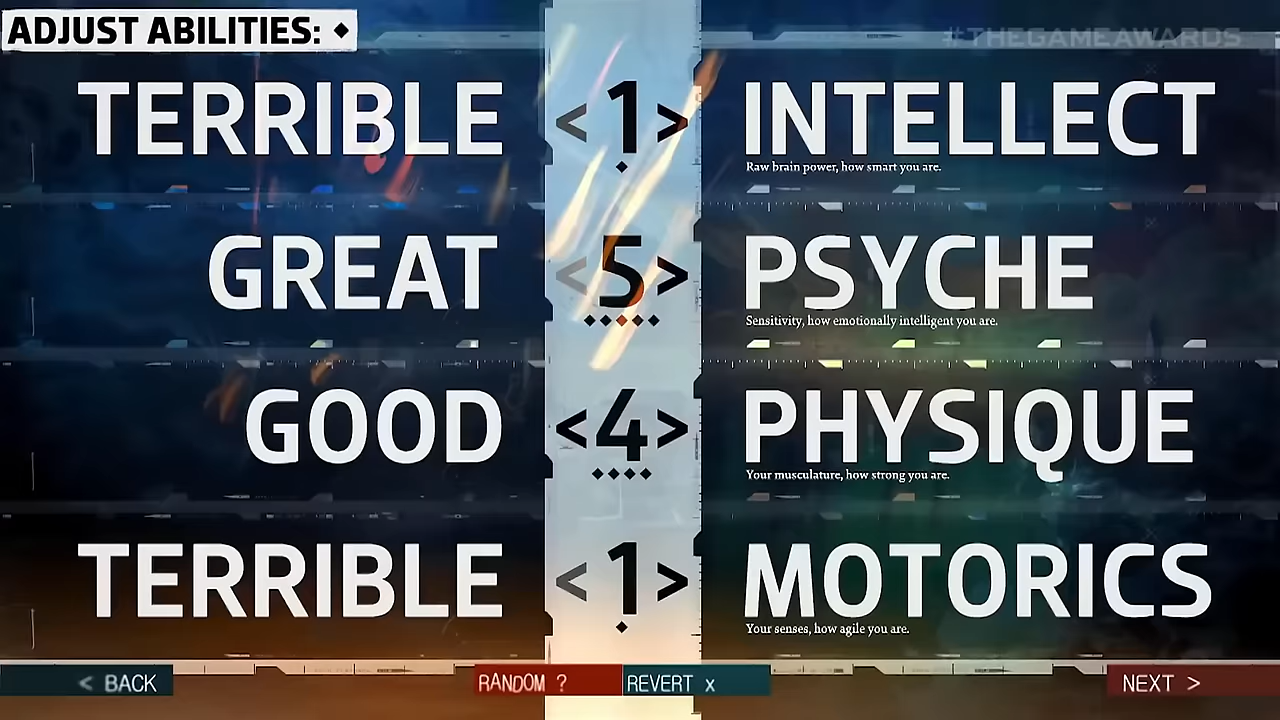 ADJUST ABILITIES: ◆
#THEGAMEAWARDS
TERRIBLE <1> INTELLECT
Raw brain power, how smart you are.
GREAT <5> PSYCHE
Sensitivity, how emotionally intelligent you are.
GOOD <4> PHYSIQUE
Your musculature, how strong you are.
TERRIBLE <1> MOTORICS
Your senses, how agile you are.
< BACK RANDOM ? REVERT x NEXT >